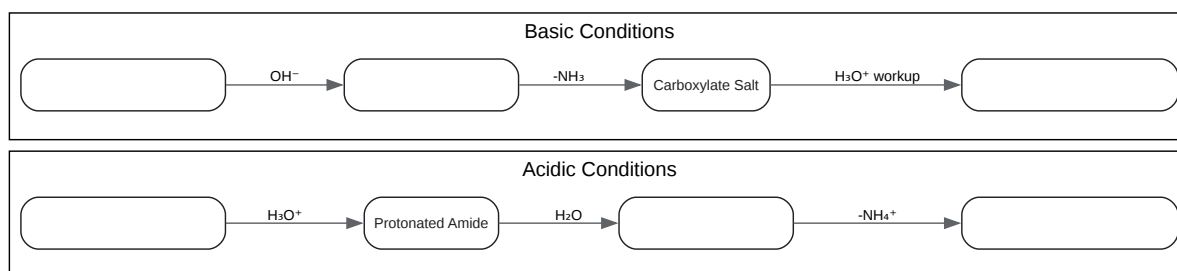 Basic Conditions
OH⁻
-NH₃
Carboxylate Salt
H₃O⁺ workup
Acidic Conditions
H₃O⁺
Protonated Amide
H₂O
-NH₄⁺